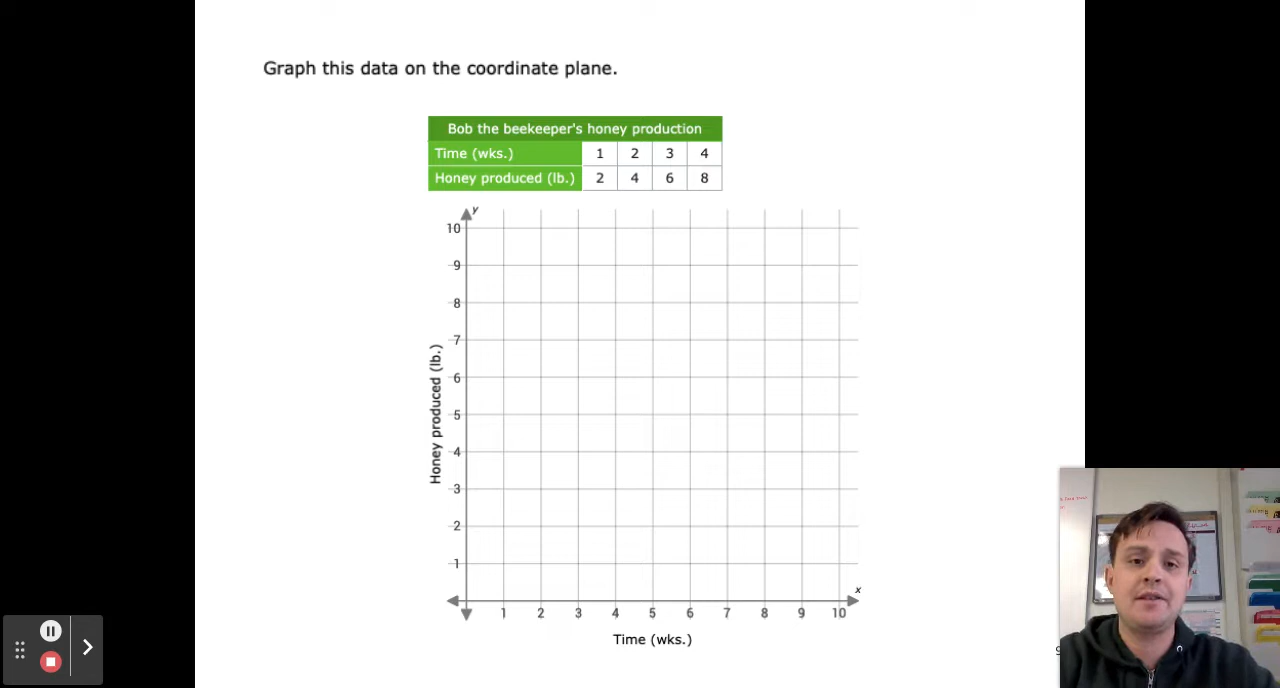 Graph this data on the coordinate plane.
Bob the beekeeper's honey production
Time (wks.) 1 2 3 4
Honey produced (lb.) 2 4 6 8
y
10
9
8
7
6
5
4
3
2
1
Honey produced (lb.)
x
1 2 3 4 5 6 7 8 9 10
Time (wks.)